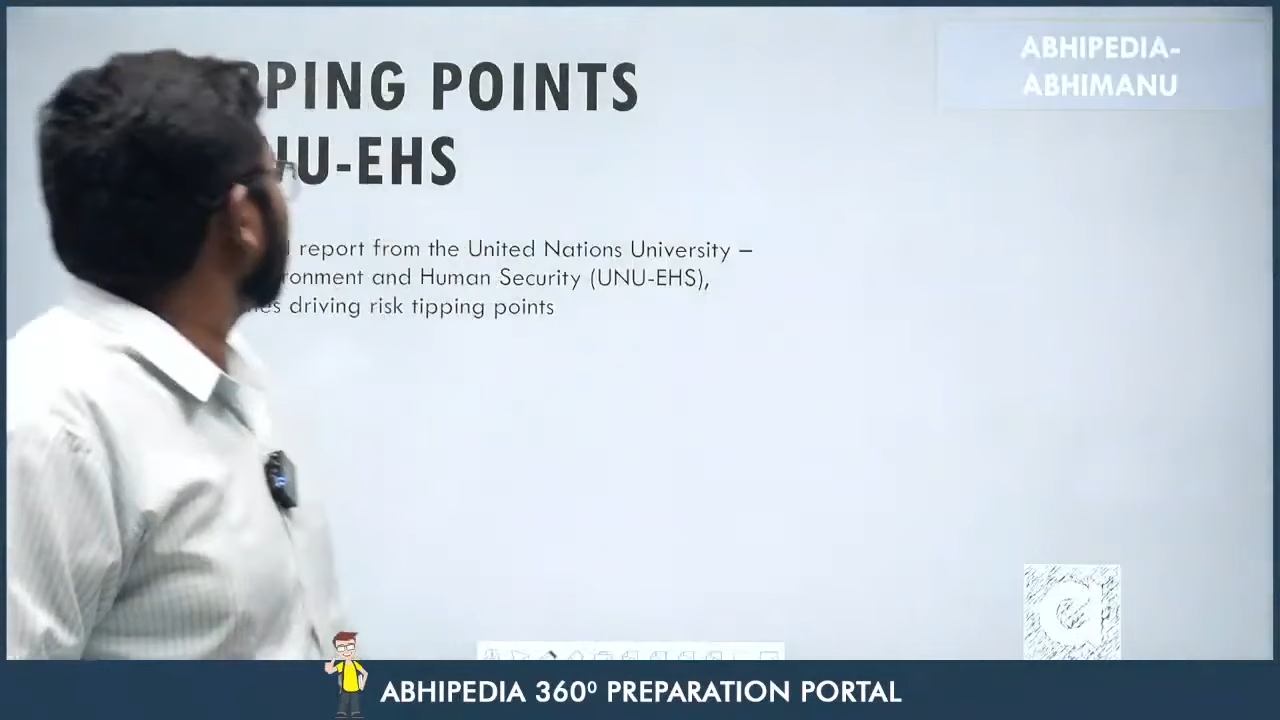 PPING POINTS
NU-EHS
ABHIPEDIA-
ABHIMANU
report from the United Nations University –
ronment and Human Security (UNU-EHS),
es driving risk tipping points
ABHIPEDIA 360⁰ PREPARATION PORTAL